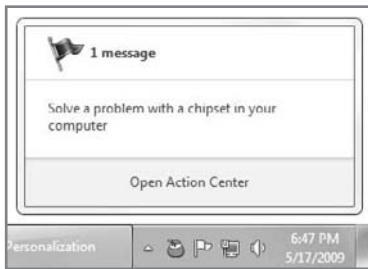 1 message
Solve a problem with a chipset in your
computer
Open Action Center
Personalization
6:47 PM
5/17/2009